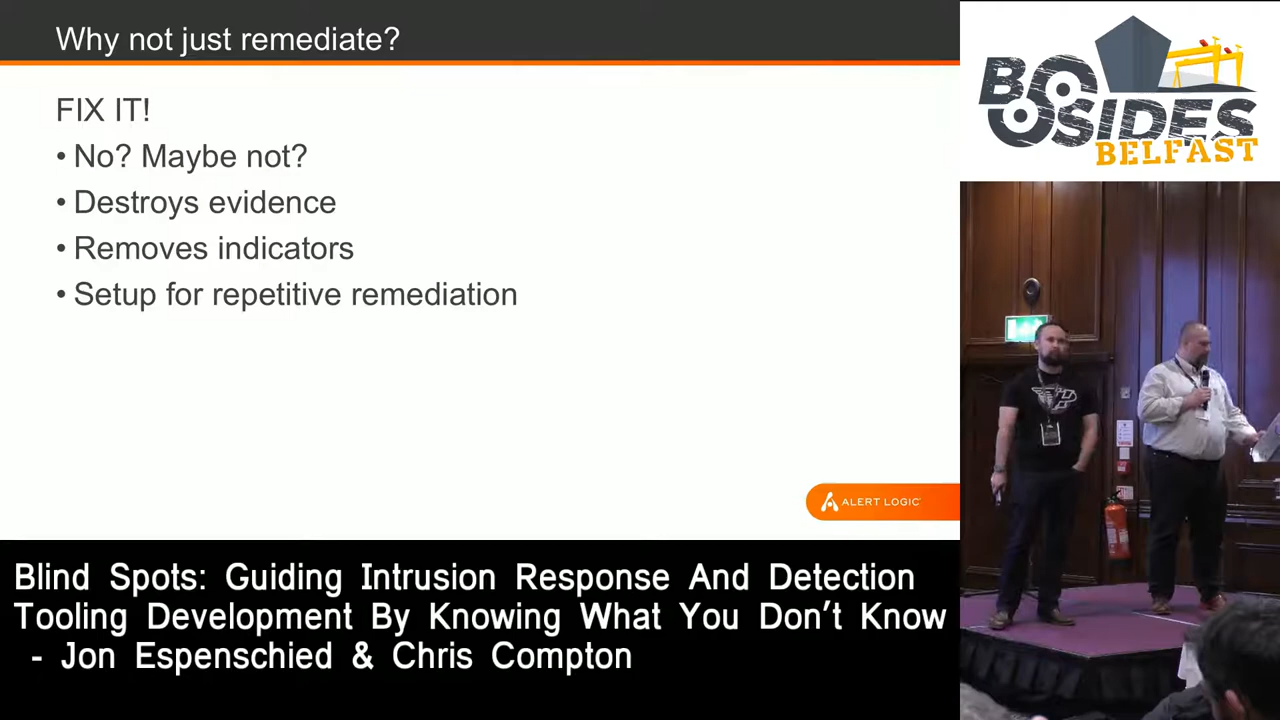 Why not just remediate?
FIX IT!
• No? Maybe not?
• Destroys evidence
• Removes indicators
• Setup for repetitive remediation
ALERT LOGIC
BSIDES
BELFAST
Blind Spots: Guiding Intrusion Response And Detection
Tooling Development By Knowing What You Don't Know
- Jon Espenschied & Chris Compton